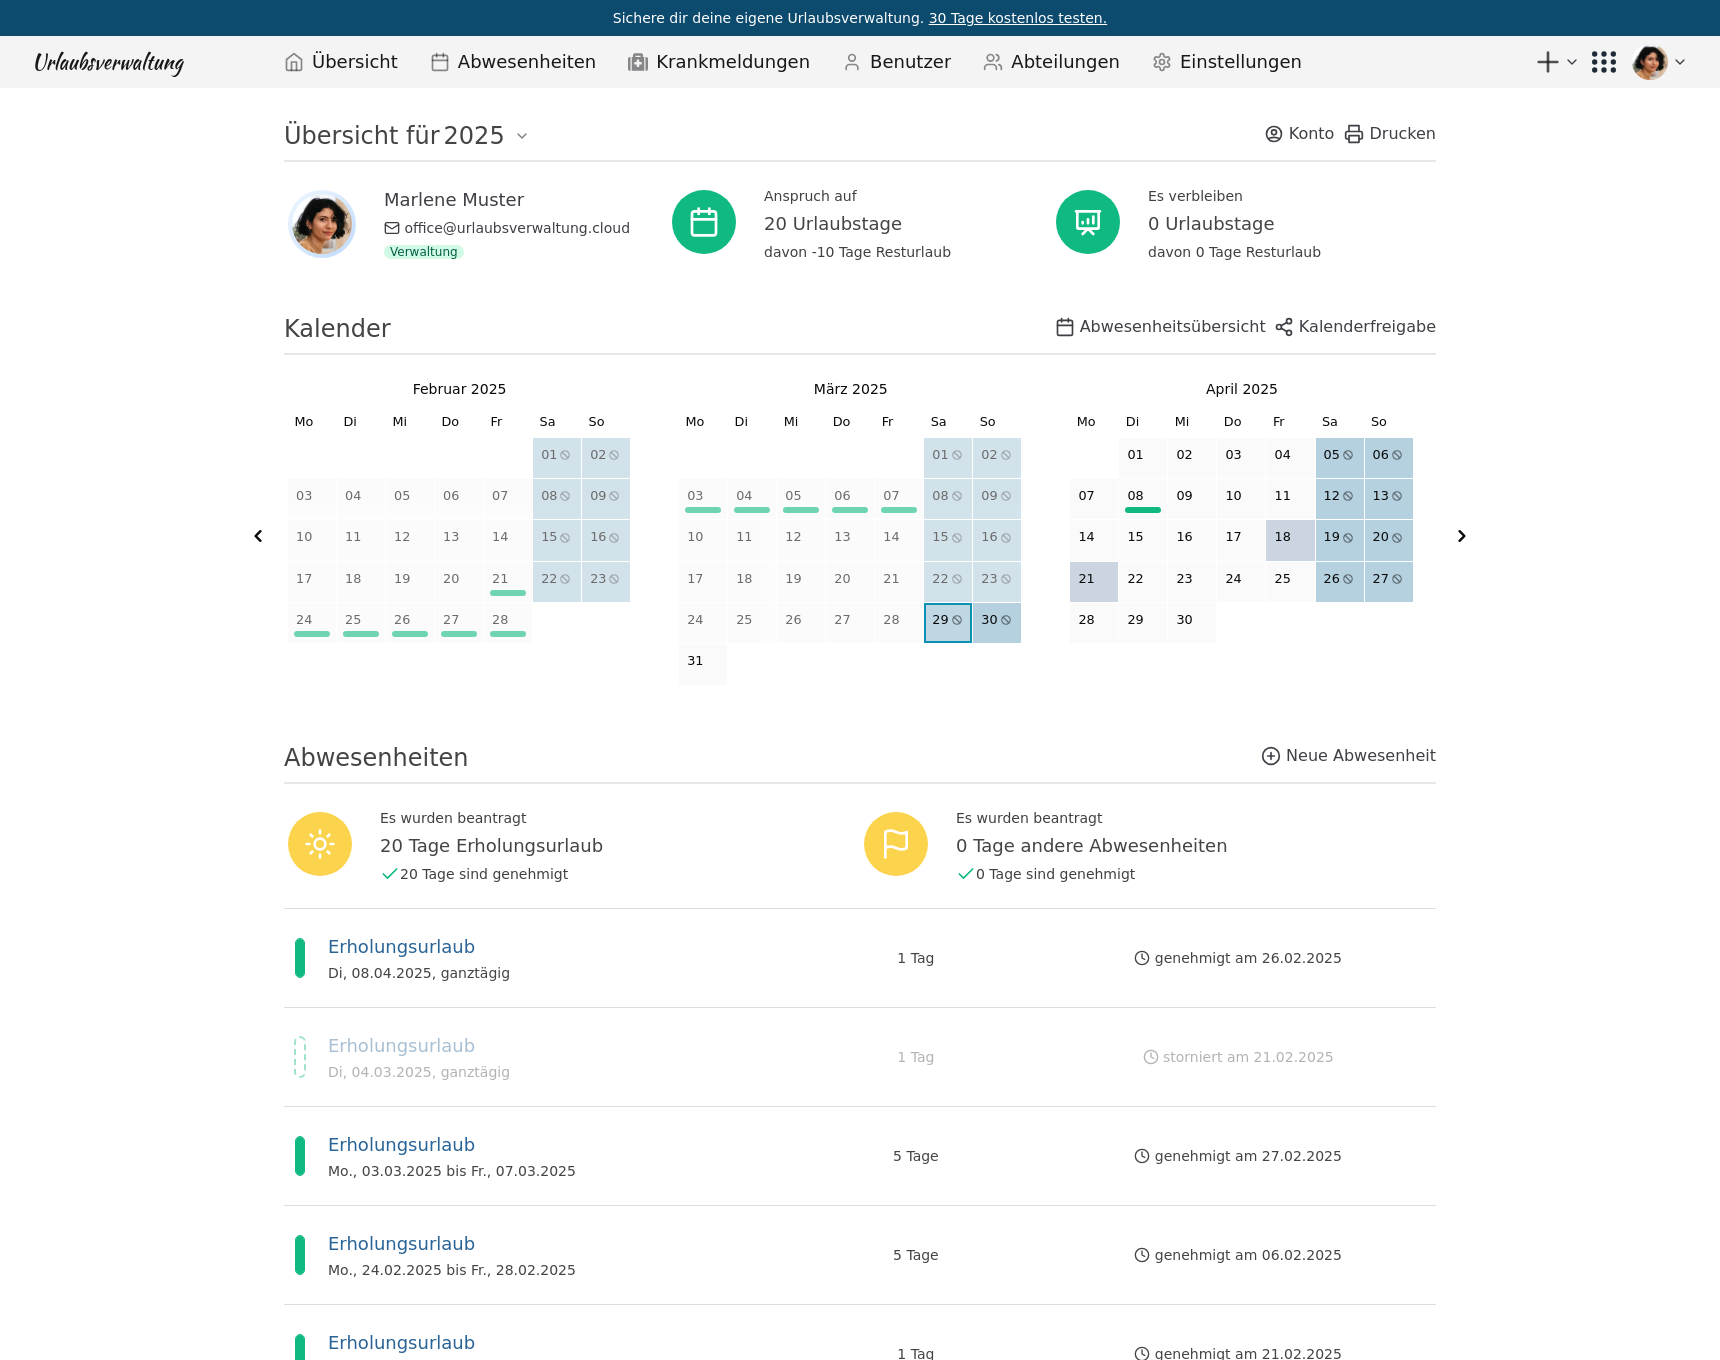 Sichere dir deine eigene Urlaubsverwaltung. 30 Tage kostenlos testen.
Urlaubsverwaltung Übersicht Abwesenheiten Krankmeldungen Benutzer Abteilungen Einstellungen
Übersicht für 2025 Konto Drucken
Marlene Muster
office@urlaubsverwaltung.cloud
Verwaltung
Anspruch auf
20 Urlaubstage
davon -10 Tage Resturlaub
Es verbleiben
0 Urlaubstage
davon 0 Tage Resturlaub
Kalender Abwesenheitsübersicht Kalenderfreigabe
Februar 2025
Mo Di Mi Do Fr Sa So
01 02
03 04 05 06 07 08 09
10 11 12 13 14 15 16
17 18 19 20 21 22 23
24 25 26 27 28
März 2025
Mo Di Mi Do Fr Sa So
01 02
03 04 05 06 07 08 09
10 11 12 13 14 15 16
17 18 19 20 21 22 23
24 25 26 27 28 29 30
31
April 2025
Mo Di Mi Do Fr Sa So
01 02 03 04 05 06
07 08 09 10 11 12 13
14 15 16 17 18 19 20
21 22 23 24 25 26 27
28 29 30
Abwesenheiten Neue Abwesenheit
Es wurden beantragt
20 Tage Erholungsurlaub
20 Tage sind genehmigt
Es wurden beantragt
0 Tage andere Abwesenheiten
0 Tage sind genehmigt
Erholungsurlaub
Di, 08.04.2025, ganztägig
1 Tag
genehmigt am 26.02.2025
Erholungsurlaub
Di, 04.03.2025, ganztägig
1 Tag
storniert am 21.02.2025
Erholungsurlaub
Mo., 03.03.2025 bis Fr., 07.03.2025
5 Tage
genehmigt am 27.02.2025
Erholungsurlaub
Mo., 24.02.2025 bis Fr., 28.02.2025
5 Tage
genehmigt am 06.02.2025
Erholungsurlaub
1 Tag
genehmigt am 21.02.2025